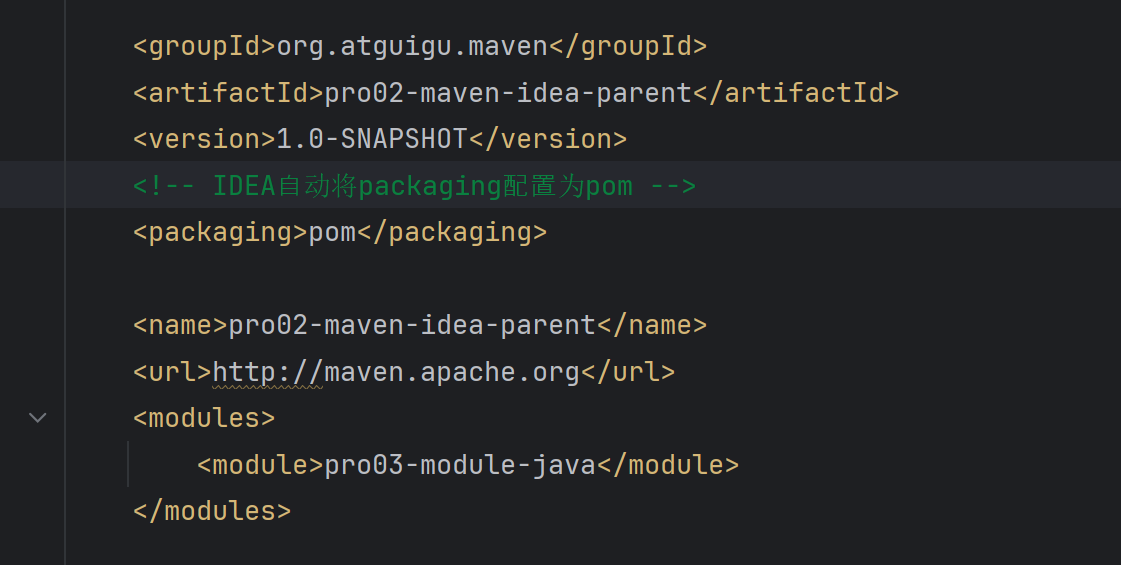 <groupId>org.atguigu.maven</groupId>
<artifactId>pro02-maven-idea-parent</artifactId>
<version>1.0-SNAPSHOT</version>
<!-- IDEA自动将packaging配置为pom -->
<packaging>pom</packaging>
<name>pro02-maven-idea-parent</name>
<url>http://maven.apache.org</url>
<modules>
<module>pro03-module-java</module>
</modules>